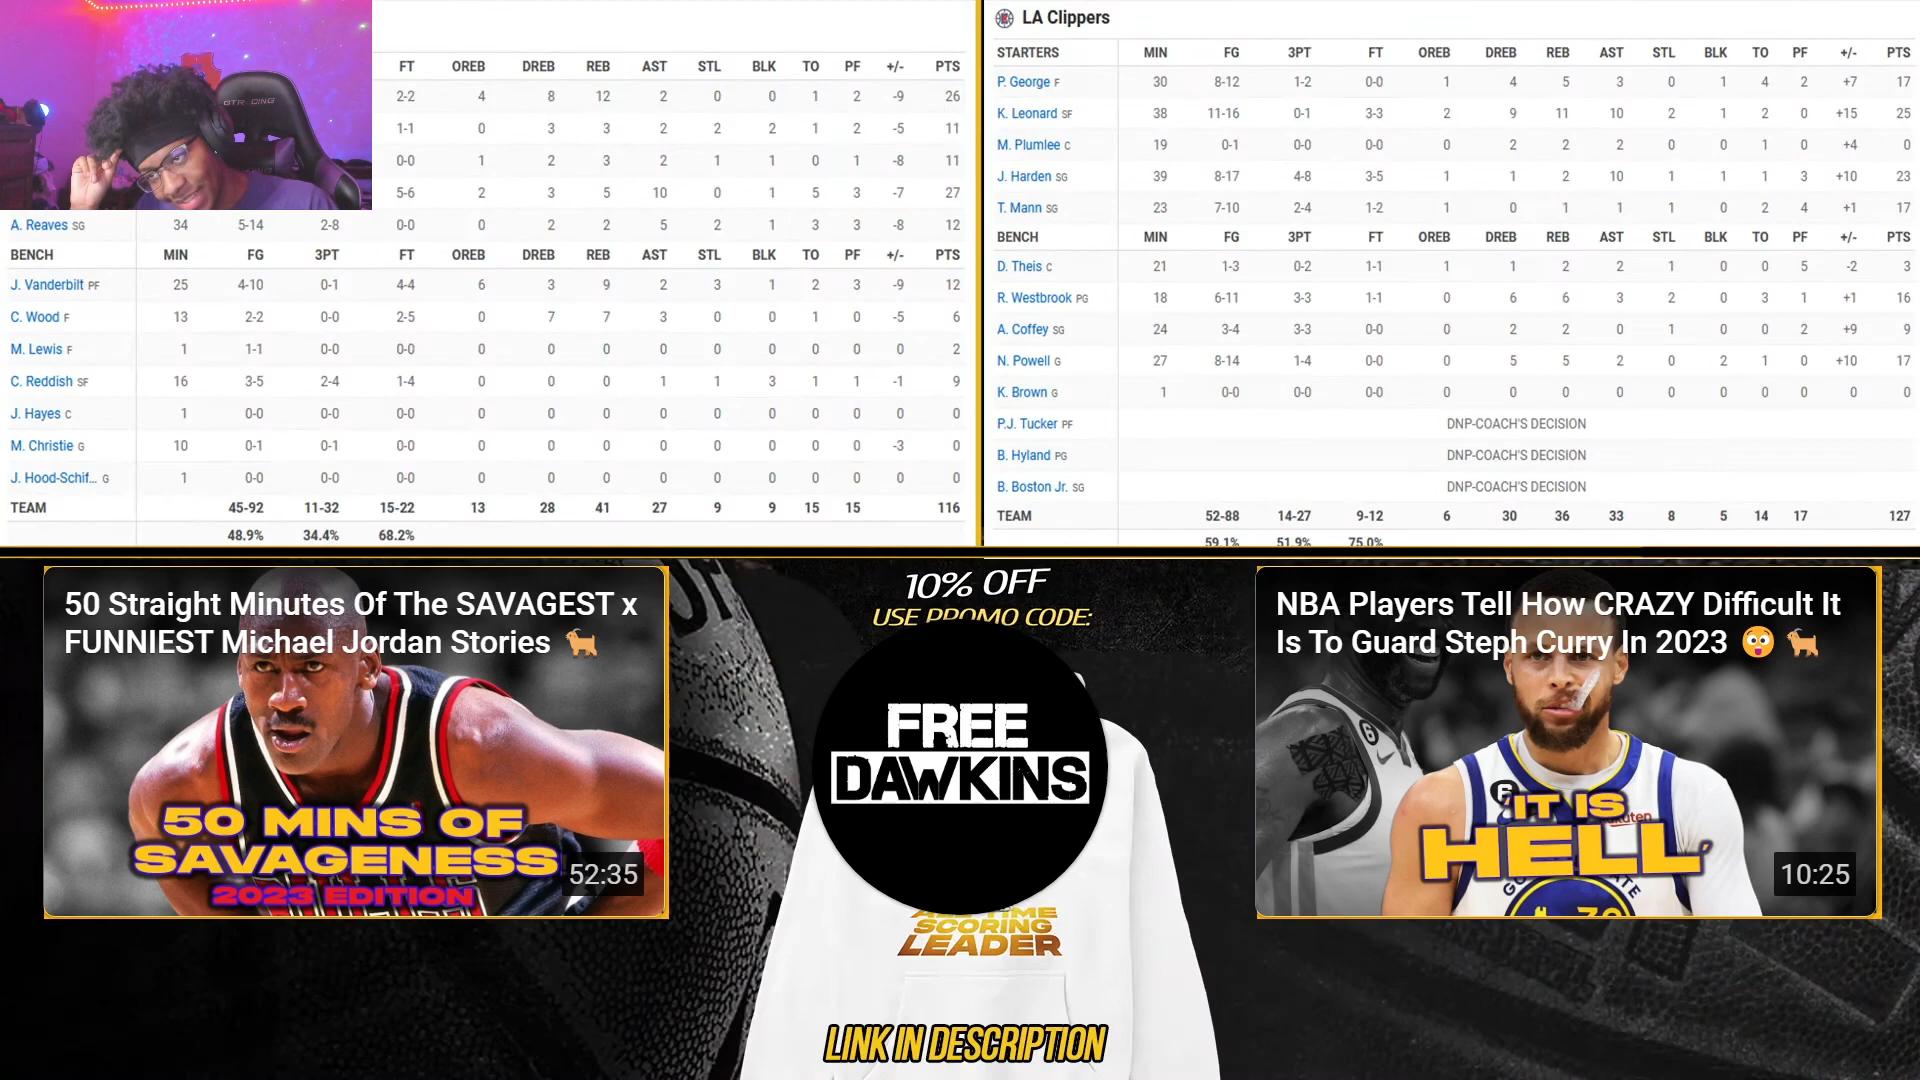 FT OREB DREB REB AST STL BLK TO PF +/- PTS
2-2 4 8 12 2 0 0 1 2 -9 26
1-1 0 3 3 2 2 2 1 2 -5 11
0-0 1 2 3 2 1 1 0 1 -8 11
5-6 2 3 5 10 0 1 5 3 -7 27
A. Reaves SG 34 5-14 2-8 0-0 0 2 2 5 2 1 3 3 -8 12
BENCH MIN FG 3PT FT OREB DREB REB AST STL BLK TO PF +/- PTS
J. Vanderbilt PF 25 4-10 0-1 4-4 6 3 9 2 3 1 2 3 -9 12
C. Wood F 13 2-2 0-0 2-5 0 7 7 3 0 0 1 0 -5 6
M. Lewis F 1 1-1 0-0 0-0 0 0 0 0 0 0 0 0 0 2
C. Reddish SF 16 3-5 2-4 1-4 0 0 0 1 1 3 1 1 -1 9
J. Hayes C 1 0-0 0-0 0-0 0 0 0 0 0 0 0 0 0 0
M. Christie G 10 0-1 0-1 0-0 0 0 0 0 0 0 0 0 -3 0
J. Hood-Schif... G 1 0-0 0-0 0-0 0 0 0 0 0 0 0 0 0 0
TEAM 45-92 11-32 15-22 13 28 41 27 9 9 15 15 116
48.9% 34.4% 68.2%
LA Clippers
STARTERS MIN FG 3PT FT OREB DREB REB AST STL BLK TO PF +/- PTS
P. George F 30 8-12 1-2 0-0 1 4 5 3 0 1 4 2 +7 17
K. Leonard SF 38 11-16 0-1 3-3 2 9 11 10 2 1 2 0 +15 25
M. Plumlee C 19 0-1 0-0 0-0 0 2 2 2 0 0 1 0 +4 0
J. Harden SG 39 8-17 4-8 3-5 1 1 2 10 1 1 1 3 +10 23
T. Mann SG 23 7-10 2-4 1-2 1 0 1 1 1 0 2 4 +1 17
BENCH MIN FG 3PT FT OREB DREB REB AST STL BLK TO PF +/- PTS
D. Theis C 21 1-3 0-2 1-1 1 1 2 2 1 0 0 5 -2 3
R. Westbrook PG 18 6-11 3-3 1-1 0 6 6 3 2 0 3 1 +1 16
A. Coffey SG 24 3-4 3-3 0-0 0 2 2 0 1 0 0 2 +9 9
N. Powell G 27 8-14 1-4 0-0 0 5 5 2 0 2 1 0 +10 17
K. Brown G 1 0-0 0-0 0-0 0 0 0 0 0 0 0 0 0 0
P.J. Tucker PF DNP-COACH'S DECISION
B. Hyland PG DNP-COACH'S DECISION
B. Boston Jr. SG DNP-COACH'S DECISION
TEAM 52-88 14-27 9-12 6 30 36 33 8 5 14 17 127
59.1% 51.9% 75.0%
50 Straight Minutes Of The SAVAGEST x
FUNNIEST Michael Jordan Stories 🐐
50 MINS OF
SAVAGENESS
2023 EDITION
52:35
10% OFF
USE PROMO CODE:
FREE
DAWKINS
ALL-TIME
SCORING
LEADER
LINK IN DESCRIPTION
NBA Players Tell How CRAZY Difficult It
Is To Guard Steph Curry In 2023 😳 🐐
'IT IS
HELL'
10:25